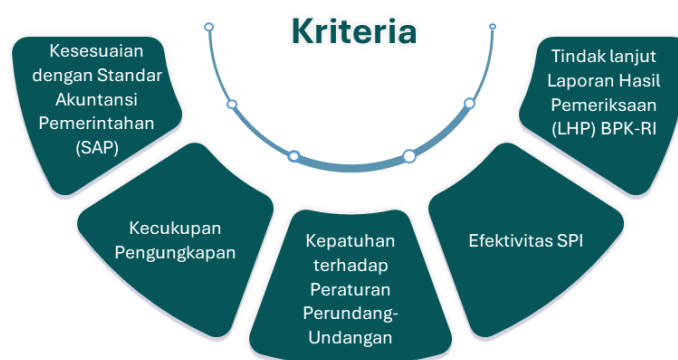 Kriteria
Kesesuaian
dengan Standar
Akuntansi
Pemerintahan
(SAP)
Kecukupan
Pengungkapan
Kepatuhan
terhadap
Peraturan
Perundang-
Undangan
Efektivitas SPI
Tindak lanjut
Laporan Hasil
Pemeriksaan
(LHP) BPK-RI